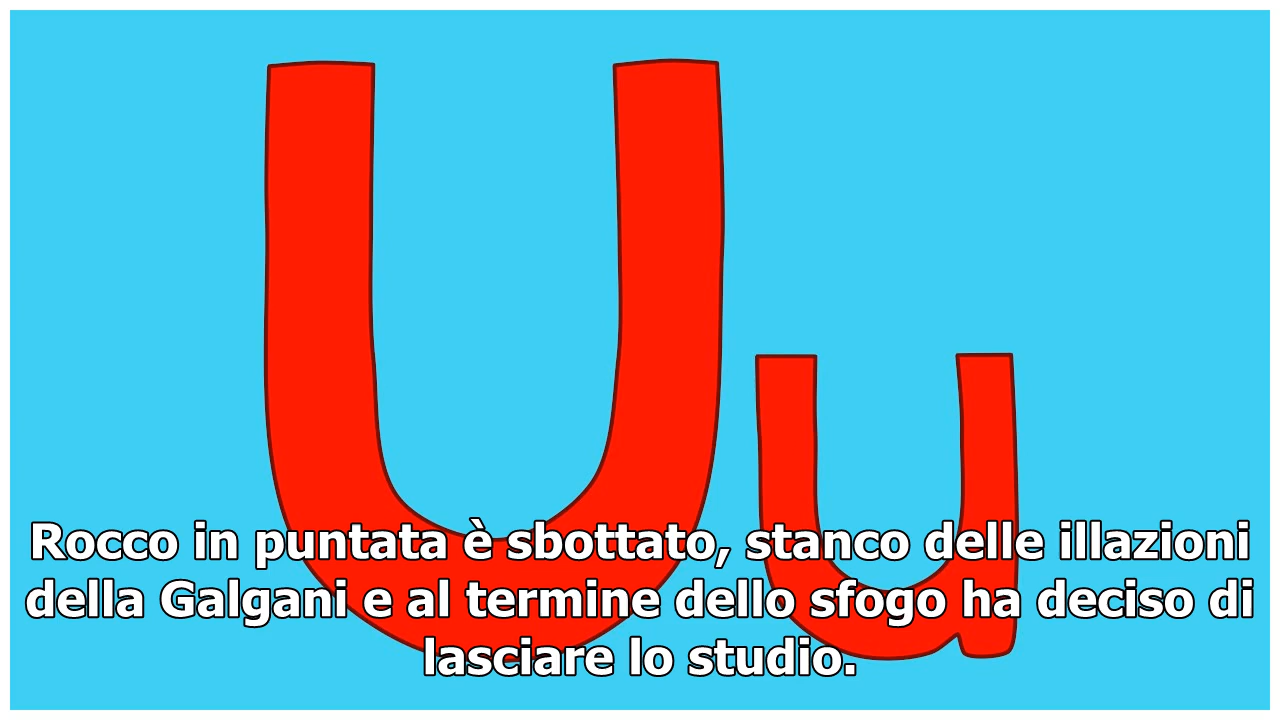 Uu
Rocco in puntata è sbottato, stanco delle illazioni
della Galgani e al termine dello sfogo ha deciso di
lasciare lo studio.